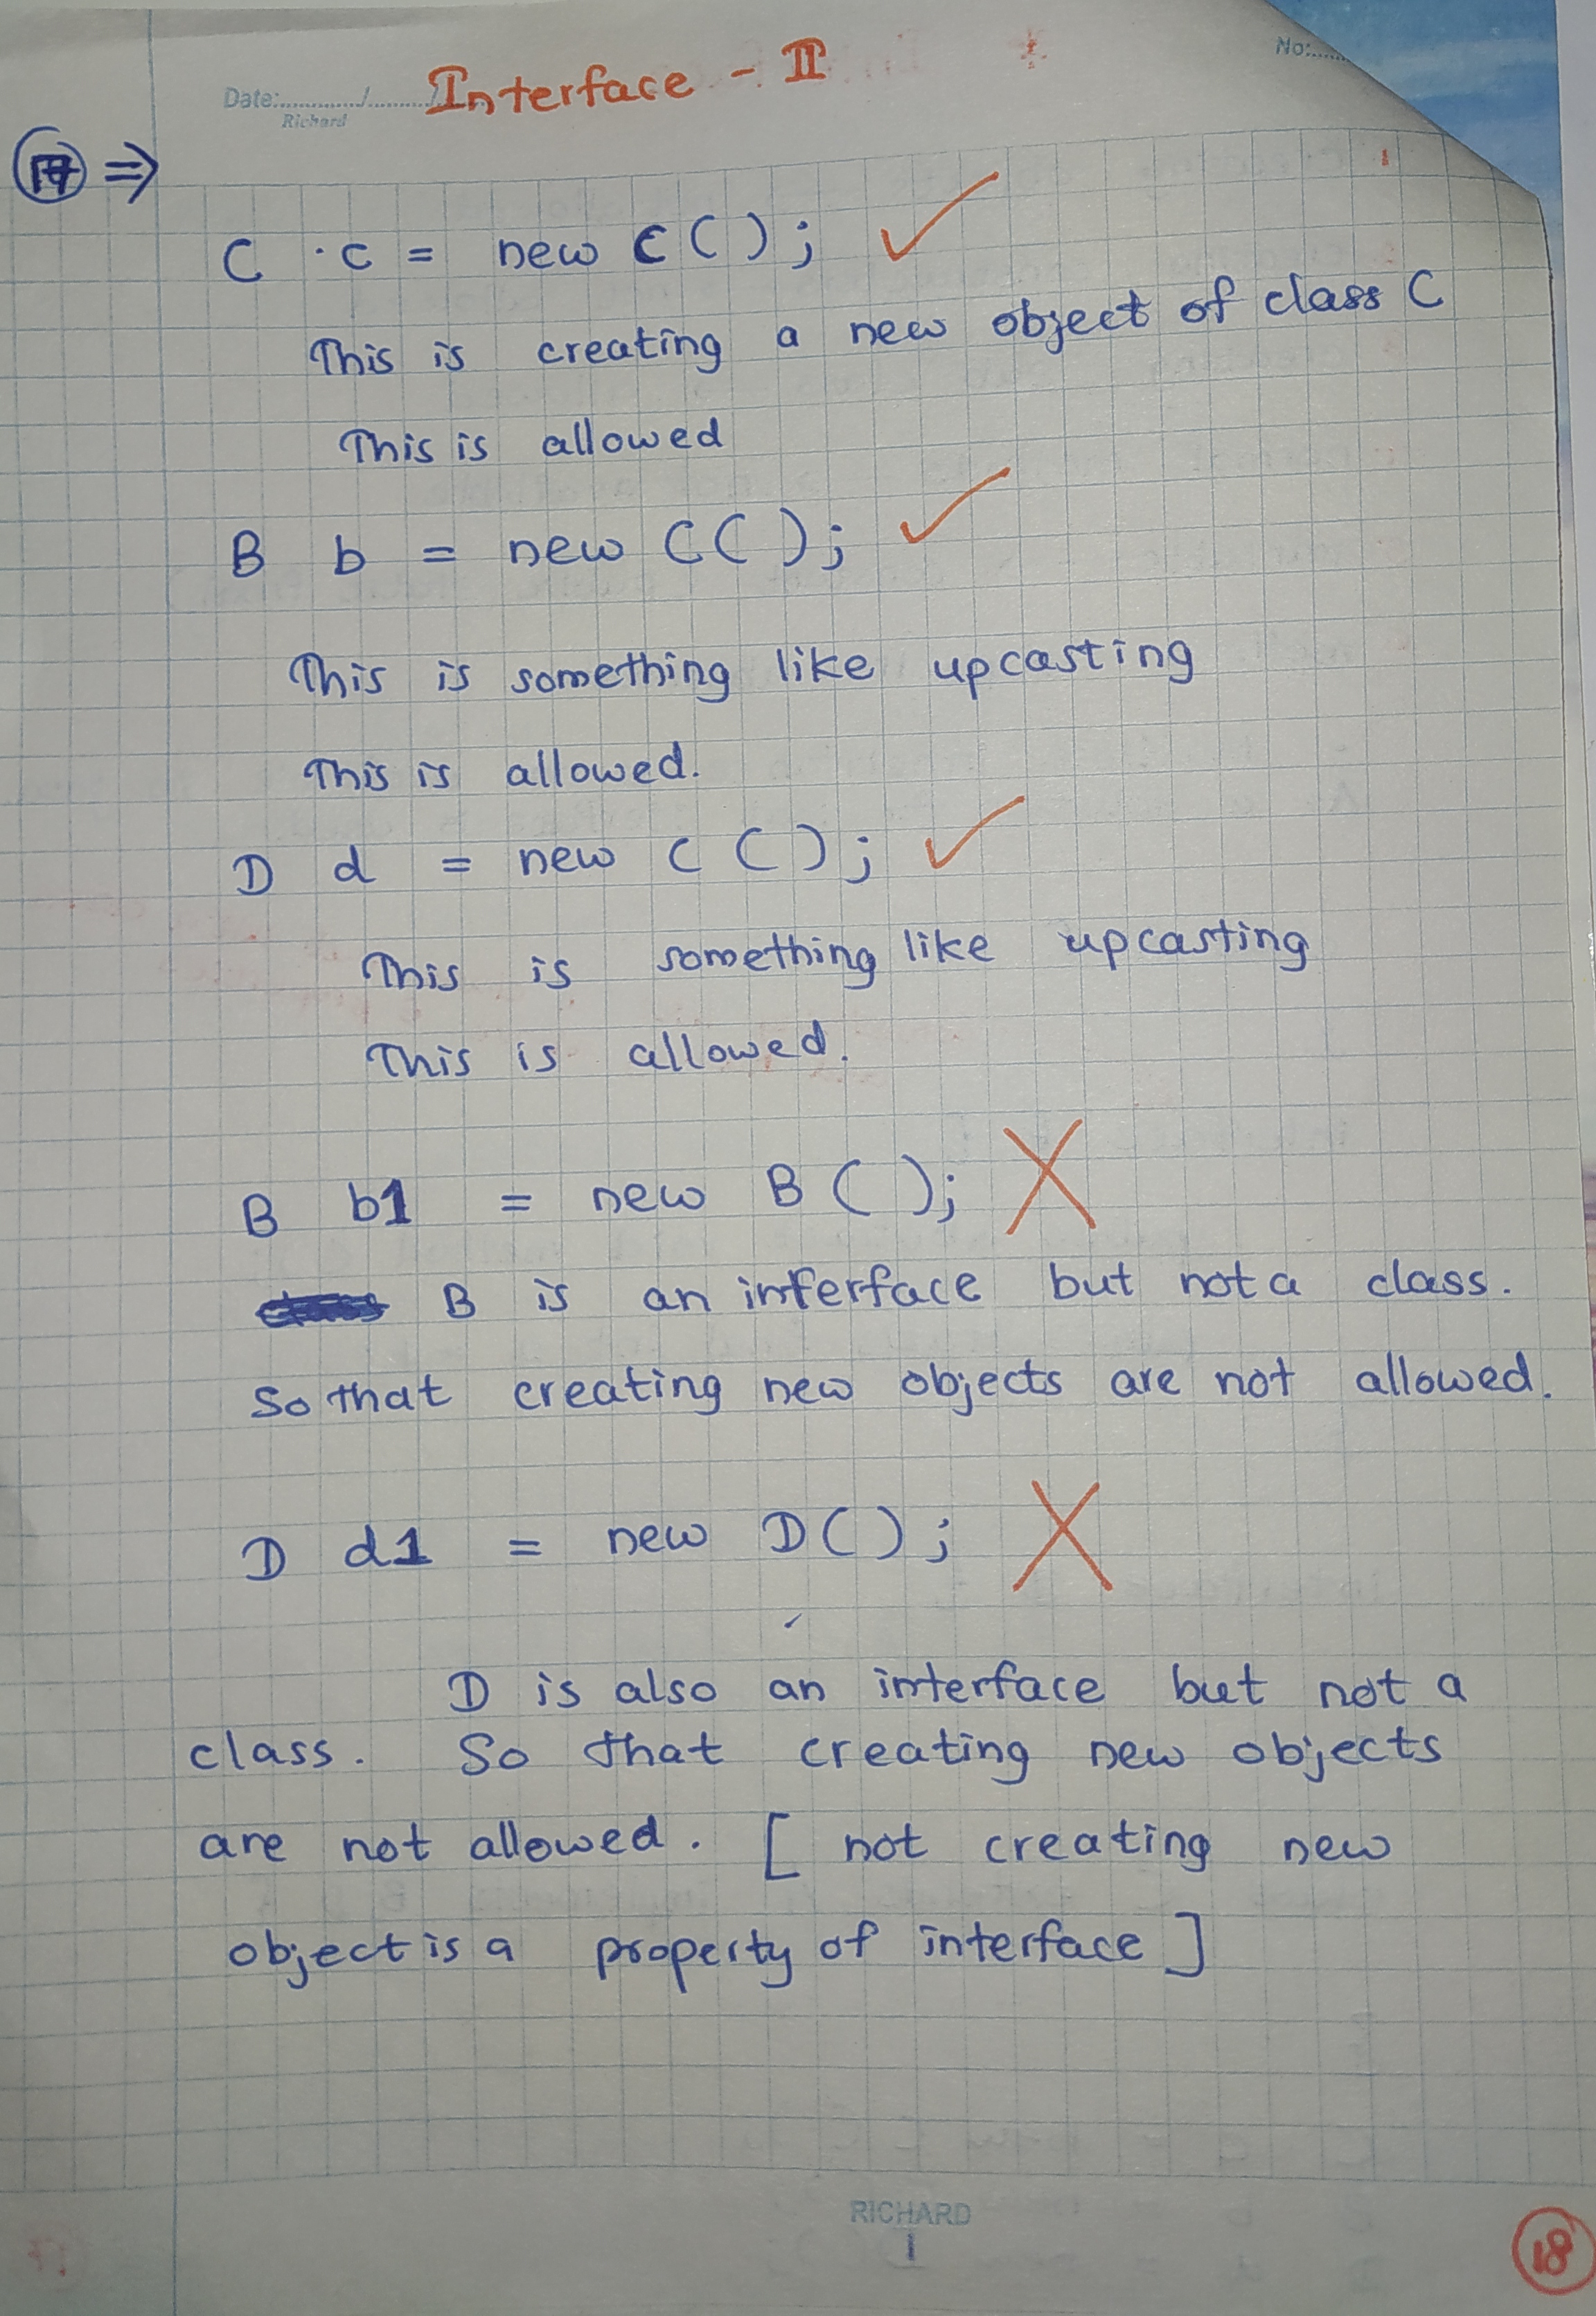 Interface - II
No:......
Date:............/........../
Richard
17 ⇒
C c = new C(); ✓
This is creating a new object of class C
This is allowed
B b = new C(); ✓
This is something like upcasting
This is allowed.
D d = new C(); ✓
This is something like upcasting
This is allowed.
B b1 = new B(); X
B is an interface but not a class.
So that creating new objects are not allowed.
D d1 = new D(); X
D is also an interface but not a
class. So that creating new objects
are not allowed. [ not creating new
object is a property of interface ]
RICHARD
1
18